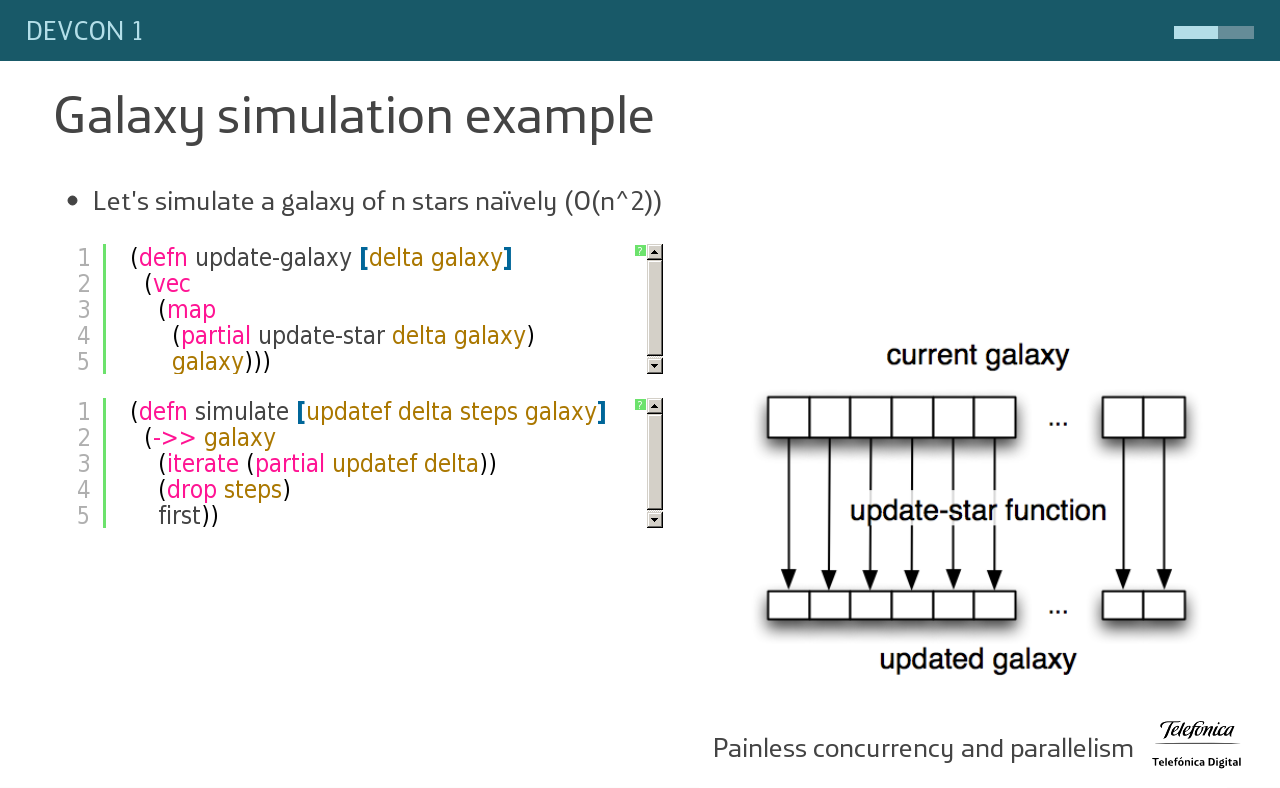 DEVCON 1
Galaxy simulation example
• Let's simulate a galaxy of n stars naïvely (O(n^2))
1 (defn update-galaxy [delta galaxy]
2 (vec
3 (map
4 (partial update-star delta galaxy)
5 galaxy)))
?
1 (defn simulate [updatef delta steps galaxy]
2 (->> galaxy
3 (iterate (partial updatef delta))
4 (drop steps)
5 first))
?
current galaxy
...
update-star function
...
updated galaxy
Painless concurrency and parallelism
Telefónica
Telefónica Digital